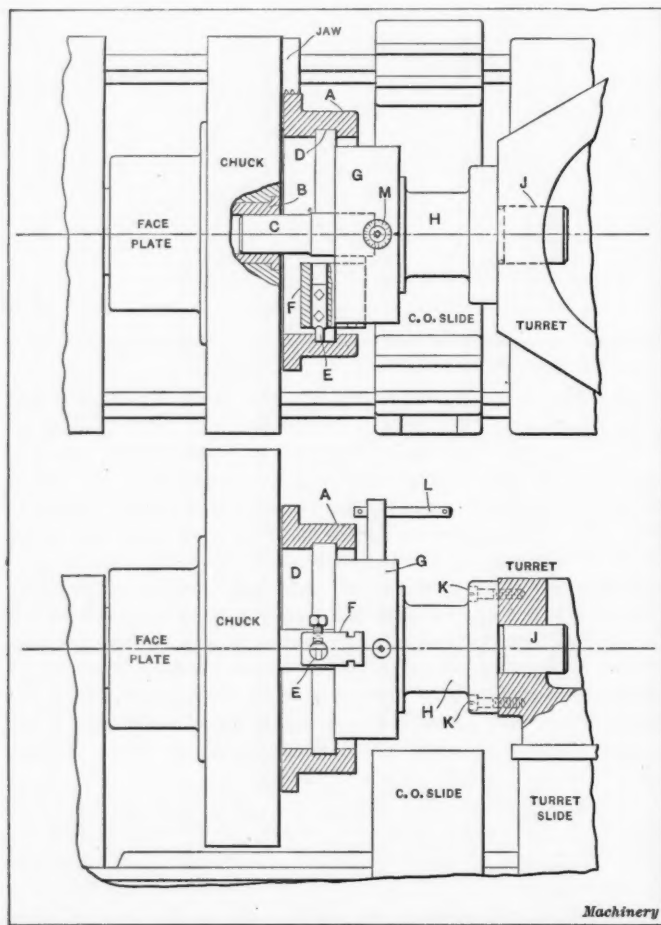 JAW
A
D
CHUCK
G
B
M
J
H
C
FACE PLATE
F
C.O. SLIDE
TURRET
E
L
A
G
TURRET
D
K
CHUCK
F
FACE PLATE
J
E
H
K
C.O. SLIDE
TURRET SLIDE
Machinery